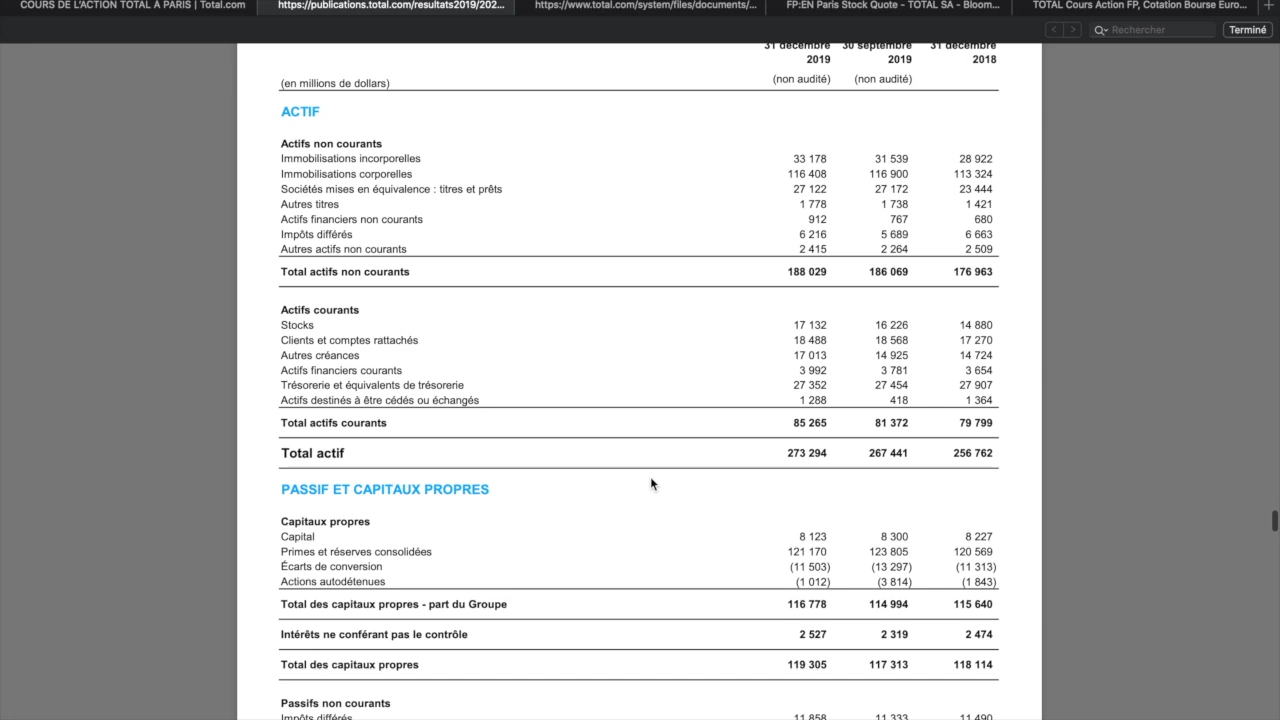 COURS DE L'ACTION TOTAL À PARIS | Total.com https://publications.total.com/resultats2019/202... https://www.total.com/system/files/documents/... FP:EN Paris Stock Quote - TOTAL SA - Bloom... TOTAL Cours Action FP, Cotation Bourse Euro... +
< > Rechercher Terminé
31 décembre 30 septembre 31 décembre
2019 2019 2018
(en millions de dollars) (non audité) (non audité)
ACTIF
Actifs non courants
Immobilisations incorporelles 33 178 31 539 28 922
Immobilisations corporelles 116 408 116 900 113 324
Sociétés mises en équivalence : titres et prêts 27 122 27 172 23 444
Autres titres 1 778 1 738 1 421
Actifs financiers non courants 912 767 680
Impôts différés 6 216 5 689 6 663
Autres actifs non courants 2 415 2 264 2 509
Total actifs non courants 188 029 186 069 176 963
Actifs courants
Stocks 17 132 16 226 14 880
Clients et comptes rattachés 18 488 18 568 17 270
Autres créances 17 013 14 925 14 724
Actifs financiers courants 3 992 3 781 3 654
Trésorerie et équivalents de trésorerie 27 352 27 454 27 907
Actifs destinés à être cédés ou échangés 1 288 418 1 364
Total actifs courants 85 265 81 372 79 799
Total actif 273 294 267 441 256 762
PASSIF ET CAPITAUX PROPRES
Capitaux propres
Capital 8 123 8 300 8 227
Primes et réserves consolidées 121 170 123 805 120 569
Écarts de conversion (11 503) (13 297) (11 313)
Actions autodétenues (1 012) (3 814) (1 843)
Total des capitaux propres - part du Groupe 116 778 114 994 115 640
Intérêts ne conférant pas le contrôle 2 527 2 319 2 474
Total des capitaux propres 119 305 117 313 118 114
Passifs non courants
Impôts différés 11 858 11 333 11 490